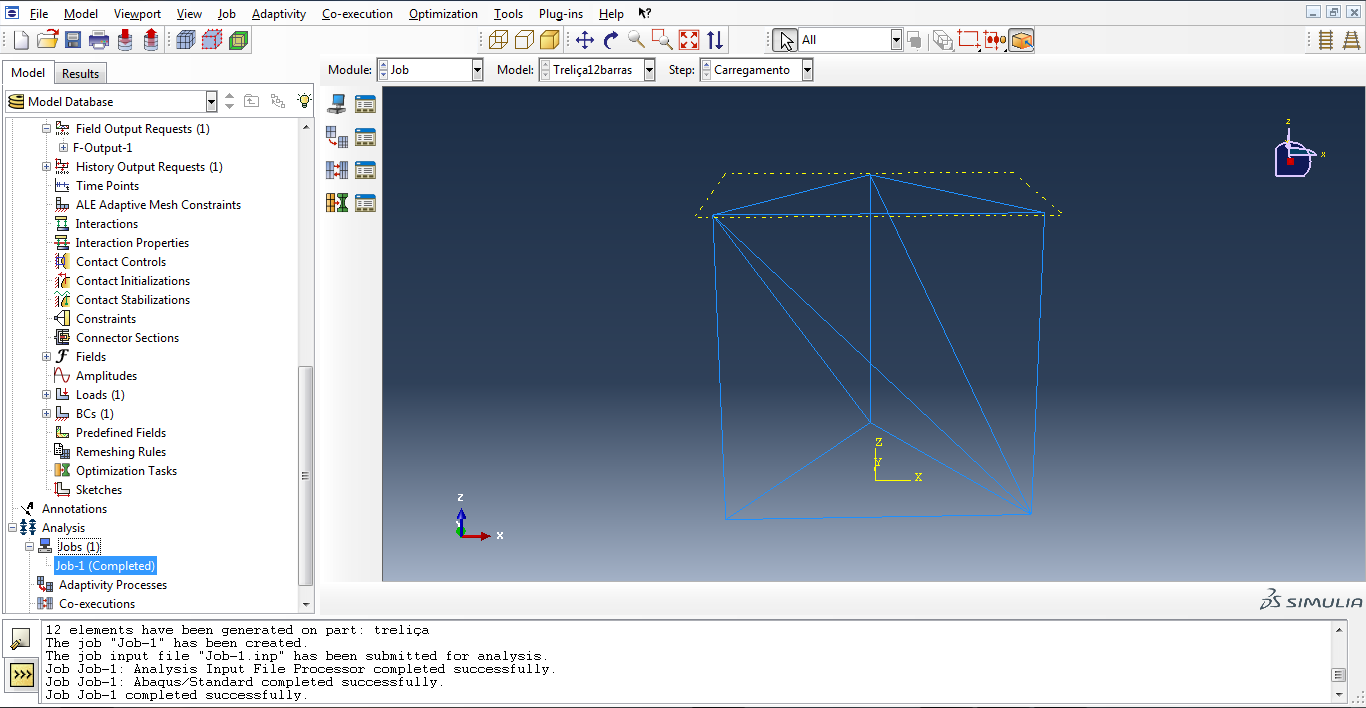 File Model Viewport View Job Adaptivity Co-execution Optimization Tools Plug-ins Help
All
Model Results
Module: Job Model: Treliça12barras Step: Carregamento
Model Database
Field Output Requests (1)
F-Output-1
History Output Requests (1)
Time Points
ALE Adaptive Mesh Constraints
Interactions
Interaction Properties
Contact Controls
Contact Initializations
Contact Stabilizations
Constraints
Connector Sections
Fields
Amplitudes
Loads (1)
BCs (1)
Predefined Fields
Remeshing Rules
Optimization Tasks
Sketches
Annotations
Analysis
Jobs (1)
Job-1 (Completed)
Adaptivity Processes
Co-executions
z
x
Z
Y
X
Z
X
SIMULIA
12 elements have been generated on part: treliça
The job "Job-1" has been created.
The job input file "Job-1.inp" has been submitted for analysis.
Job Job-1: Analysis Input File Processor completed successfully.
Job Job-1: Abaqus/Standard completed successfully.
Job Job-1 completed successfully.